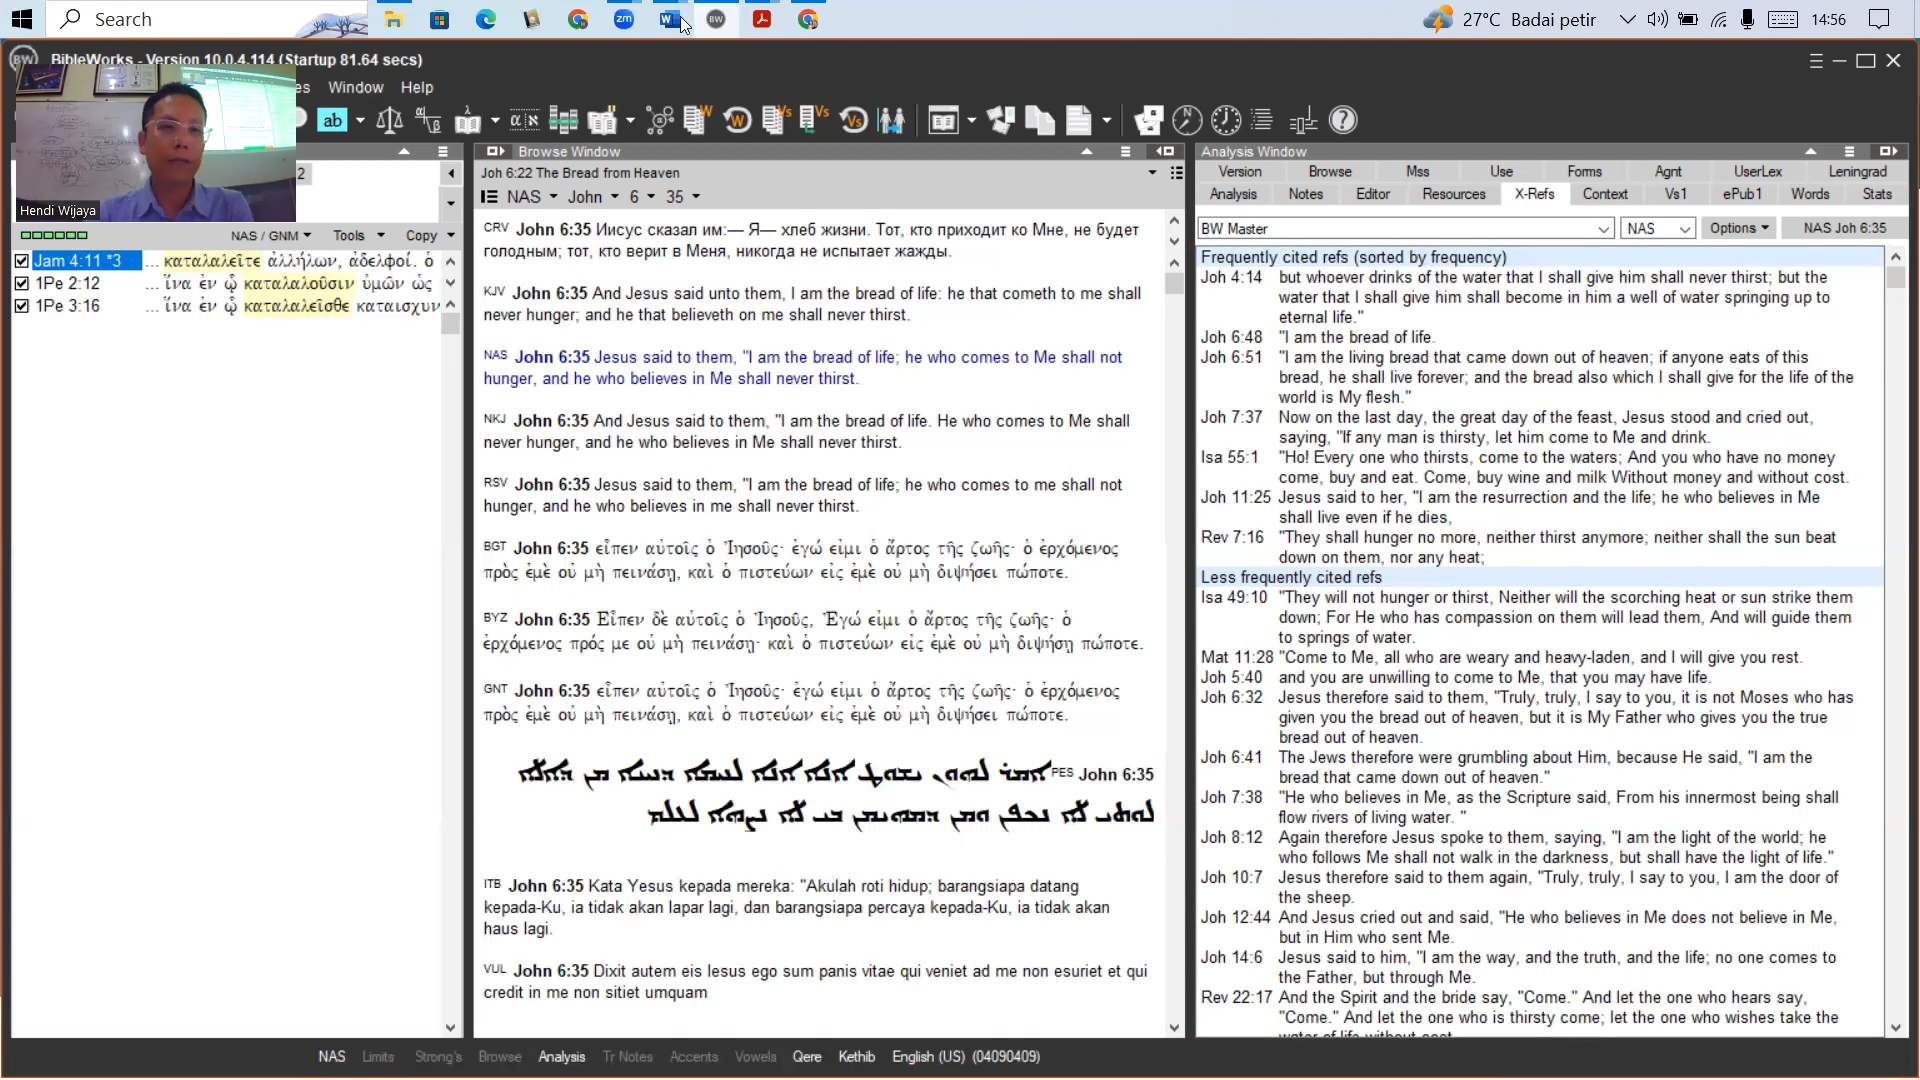 Search
27°C Badai petir
14:56
BibleWorks - Version 10.0.4.114 (Startup 81.64 secs)
Window Help
Hendi Wijaya
2
NAS / GNM Tools Copy
Jam 4:11 *3 ... καταλαλεῖτε ἀλλήλων, ἀδελφοί. ὁ
1Pe 2:12 ... ἵνα ἐν ᾧ καταλαλοῦσιν ὑμῶν ὡς
1Pe 3:16 ... ἵνα ἐν ᾧ καταλαλεῖσθε καταισχυν
Browse Window
Joh 6:22 The Bread from Heaven
NAS John 6 35
CRV John 6:35 Иисус сказал им:— Я— хлеб жизни. Тот, кто приходит ко Мне, не будет
голодным; тот, кто верит в Меня, никогда не испытает жажды.
KJV John 6:35 And Jesus said unto them, I am the bread of life: he that cometh to me shall
never hunger; and he that believeth on me shall never thirst.
NAS John 6:35 Jesus said to them, "I am the bread of life; he who comes to Me shall not
hunger, and he who believes in Me shall never thirst.
NKJ John 6:35 And Jesus said to them, "I am the bread of life. He who comes to Me shall
never hunger, and he who believes in Me shall never thirst.
RSV John 6:35 Jesus said to them, "I am the bread of life; he who comes to me shall not
hunger, and he who believes in me shall never thirst.
BGT John 6:35 εἶπεν αὐτοῖς ὁ Ἰησοῦς· ἐγώ εἰμι ὁ ἄρτος τῆς ζωῆς· ὁ ἐρχόμενος
πρὸς ἐμὲ οὐ μὴ πεινάσῃ, καὶ ὁ πιστεύων εἰς ἐμὲ οὐ μὴ διψήσει πώποτε.
BYZ John 6:35 Εἶπεν δὲ αὐτοῖς ὁ Ἰησοῦς, Ἐγώ εἰμι ὁ ἄρτος τῆς ζωῆς· ὁ
ἐρχόμενος πρός με οὐ μὴ πεινάσῃ· καὶ ὁ πιστεύων εἰς ἐμὲ οὐ μὴ διψήσῃ πώποτε.
GNT John 6:35 εἶπεν αὐτοῖς ὁ Ἰησοῦς· ἐγώ εἰμι ὁ ἄρτος τῆς ζωῆς· ὁ ἐρχόμενος
πρὸς ἐμὲ οὐ μὴ πεινάσῃ, καὶ ὁ πιστεύων εἰς ἐμὲ οὐ μὴ διψήσει πώποτε.
PES John 6:35 ܐܡܪ ܠܗܘܢ ܝܫܘܥ ܐܢܐ ܐܢܐ ܠܚܡܐ ܕܚܝܐ ܡܢ ܕܐܬܐ
ܠܘܬܝ ܠܐ ܢܟܦܢ ܘܡܢ ܕܡܗܝܡܢ ܒܝ ܠܐ ܢܨܗܐ ܠܥܠܡ
ITB John 6:35 Kata Yesus kepada mereka: "Akulah roti hidup; barangsiapa datang
kepada-Ku, ia tidak akan lapar lagi, dan barangsiapa percaya kepada-Ku, ia tidak akan
haus lagi.
VUL John 6:35 Dixit autem eis Iesus ego sum panis vitae qui veniet ad me non esuriet et qui
credit in me non sitiet umquam
Analysis Window
Version Browse Mss Use Forms Agnt UserLex Leningrad
Analysis Notes Editor Resources X-Refs Context Vs1 ePub1 Words Stats
BW Master NAS Options NAS Joh 6:35
Frequently cited refs (sorted by frequency)
Joh 4:14 but whoever drinks of the water that I shall give him shall never thirst; but the
water that I shall give him shall become in him a well of water springing up to
eternal life."
Joh 6:48 "I am the bread of life.
Joh 6:51 "I am the living bread that came down out of heaven; if anyone eats of this
bread, he shall live forever; and the bread also which I shall give for the life of the
world is My flesh."
Joh 7:37 Now on the last day, the great day of the feast, Jesus stood and cried out,
saying, "If any man is thirsty, let him come to Me and drink.
Isa 55:1 "Ho! Every one who thirsts, come to the waters; And you who have no money
come, buy and eat. Come, buy wine and milk Without money and without cost.
Joh 11:25 Jesus said to her, "I am the resurrection and the life; he who believes in Me
shall live even if he dies,
Rev 7:16 "They shall hunger no more, neither thirst anymore; neither shall the sun beat
down on them, nor any heat;
Less frequently cited refs
Isa 49:10 "They will not hunger or thirst, Neither will the scorching heat or sun strike them
down; For He who has compassion on them will lead them, And will guide them
to springs of water.
Mat 11:28 "Come to Me, all who are weary and heavy-laden, and I will give you rest.
Joh 5:40 and you are unwilling to come to Me, that you may have life.
Joh 6:32 Jesus therefore said to them, "Truly, truly, I say to you, it is not Moses who has
given you the bread out of heaven, but it is My Father who gives you the true
bread out of heaven.
Joh 6:41 The Jews therefore were grumbling about Him, because He said, "I am the
bread that came down out of heaven."
Joh 7:38 "He who believes in Me, as the Scripture said, From his innermost being shall
flow rivers of living water. "
Joh 8:12 Again therefore Jesus spoke to them, saying, "I am the light of the world; he
who follows Me shall not walk in the darkness, but shall have the light of life."
Joh 10:7 Jesus therefore said to them again, "Truly, truly, I say to you, I am the door of
the sheep.
Joh 12:44 And Jesus cried out and said, "He who believes in Me does not believe in Me,
but in Him who sent Me.
Joh 14:6 Jesus said to him, "I am the way, and the truth, and the life; no one comes to
the Father, but through Me.
Rev 22:17 And the Spirit and the bride say, "Come." And let the one who hears say,
"Come." And let the one who is thirsty come; let the one who wishes take the
water of life without cost
NAS Limits Strong's Browse Analysis Tr Notes Accents Vowels Qere Kethib English (US) (04090409)